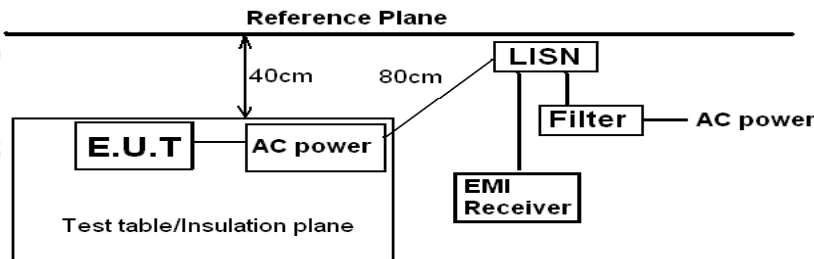 Reference Plane
LISN
40cm
80cm
Filter
AC power
E.U.T
AC power
EMI
Receiver
Test table/Insulation plane